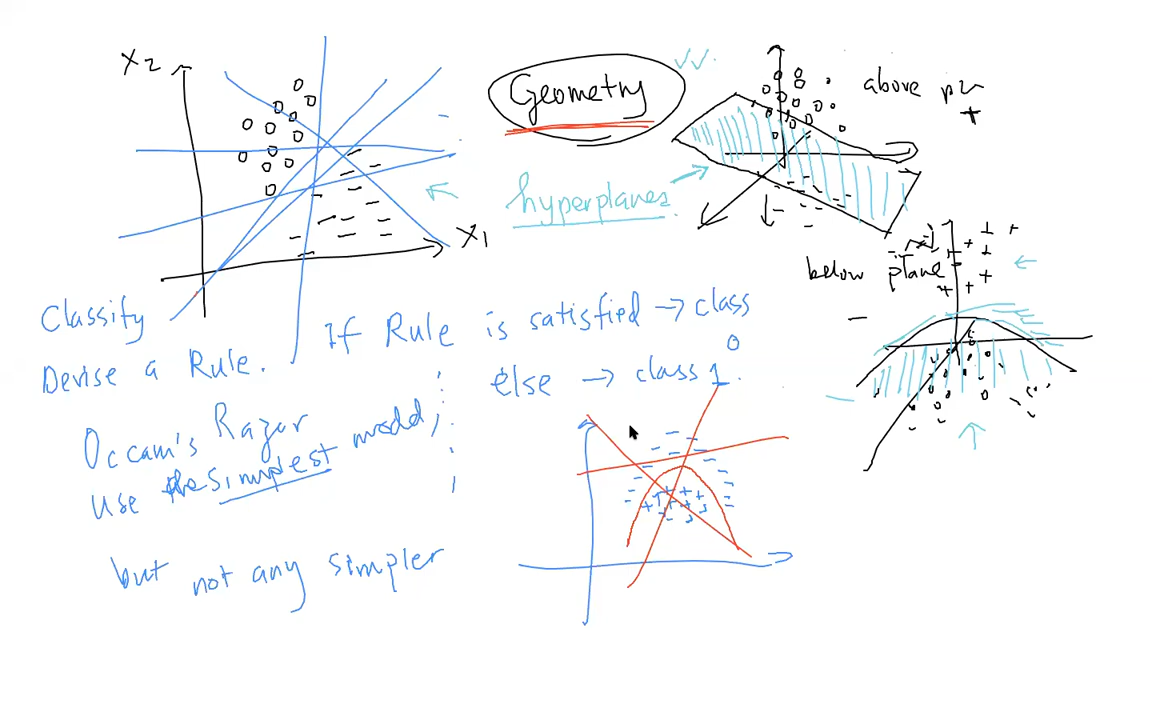 X2
X1
Geometry
hyperplanes.
above
+
below plane
-
Classify
Devise a Rule.
If Rule is satisfied → class 0
else → class 1.
Occam's Razor
use the simplest model,
but not any simpler